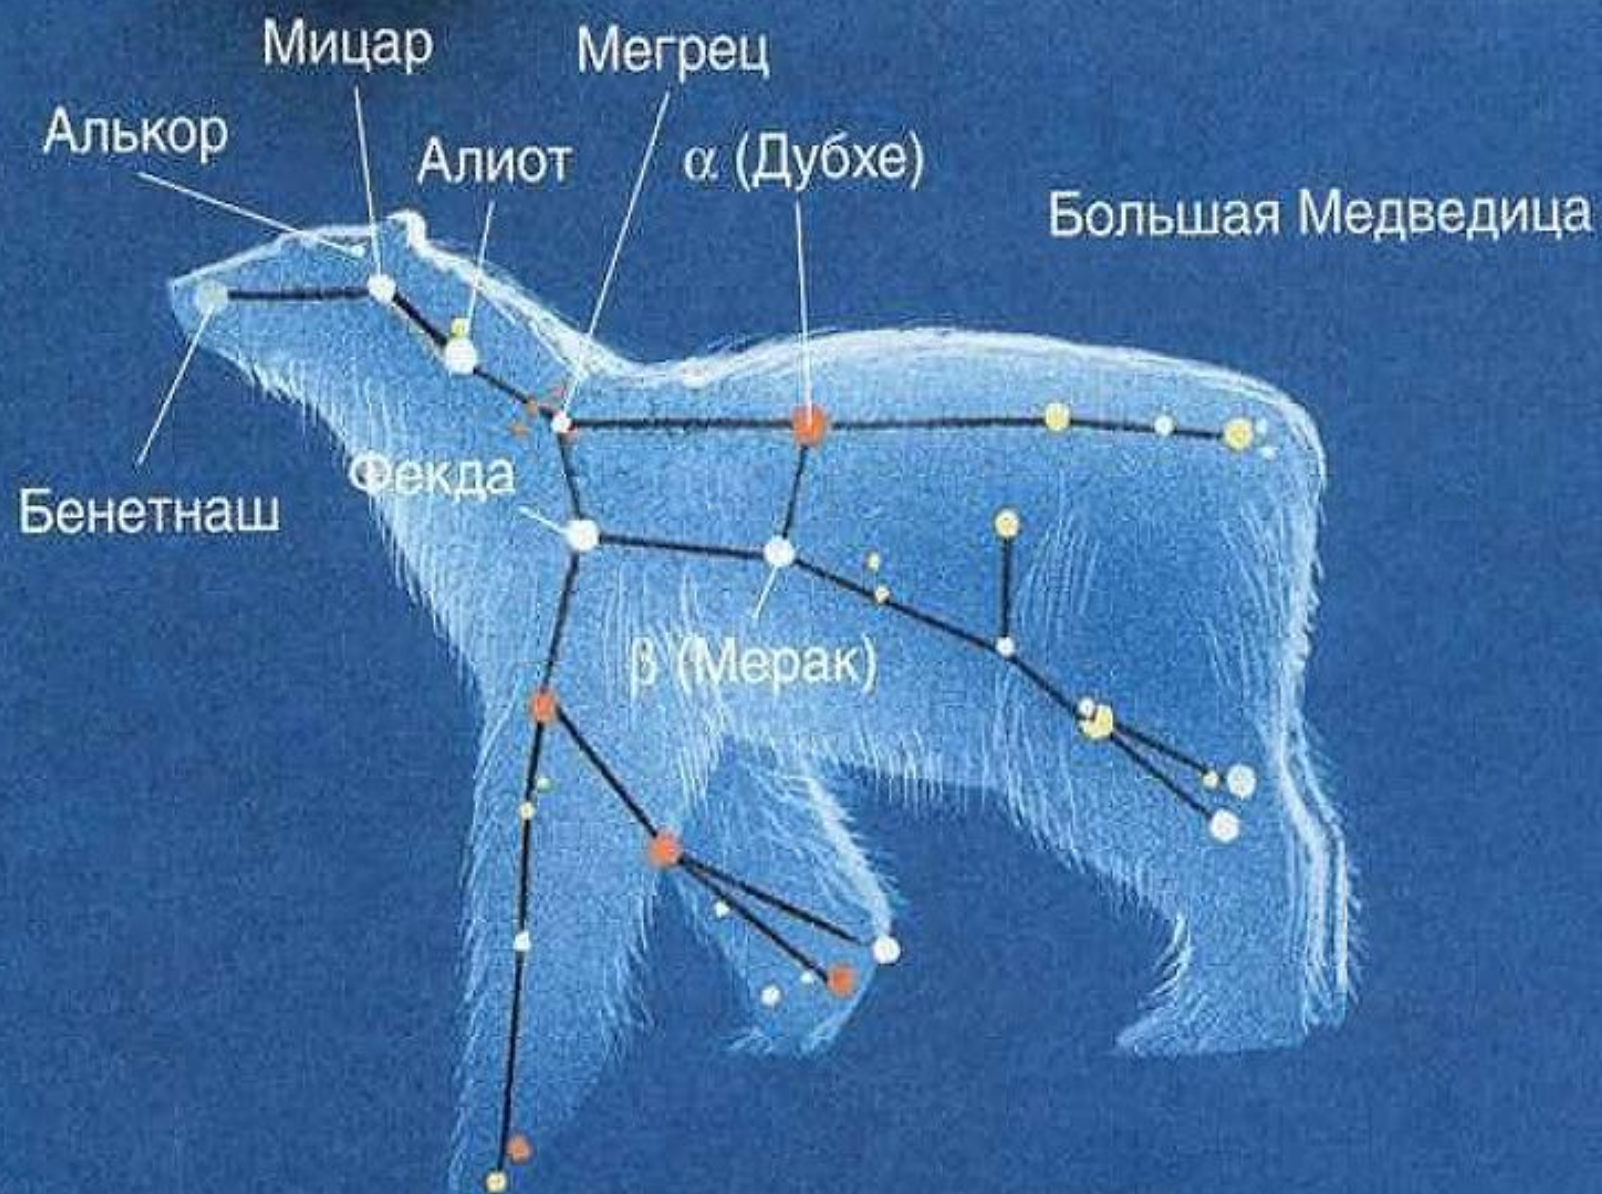 Мицар
Мегрец
Алькор
Алиот
α (Дубхе)
Большая Медведица
Фекда
Бенетнаш
β (Мерак)